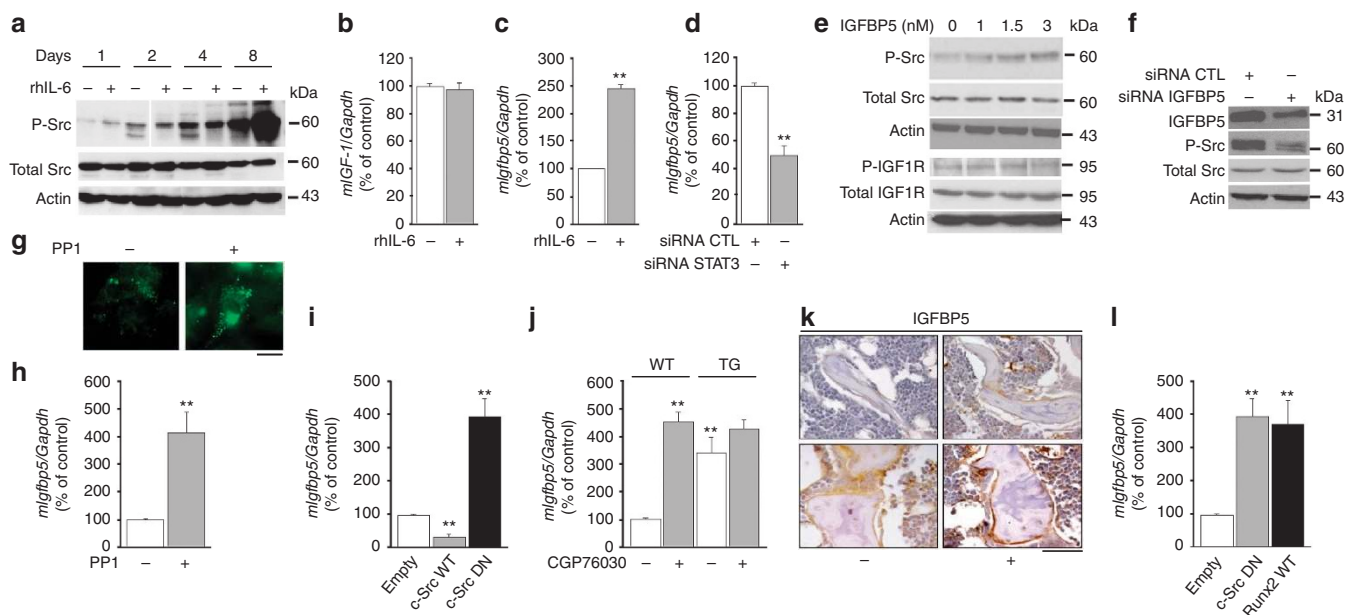 a
Days 1 2 4 8
rhIL-6 – + – + – + – + kDa
P-Src 60
Total Src 60
Actin 43
b
mIGF-1/Gapdh
(% of control)
120
100
80
60
40
20
0
rhIL-6 – +
c
mIgfbp5/Gapdh
(% of control)
300
250
200
150
100
50
0
**
rhIL-6 – +
d
mIgfbp5/Gapdh
(% of control)
120
100
80
60
40
20
0
**
siRNA CTL + –
siRNA STAT3 – +
e
IGFBP5 (nM) 0 1 1.5 3 kDa
P-Src 60
Total Src 60
Actin 43
P-IGF1R 95
Total IGF1R 95
Actin 43
f
siRNA CTL + –
siRNA IGFBP5 – + kDa
IGFBP5 31
P-Src 60
Total Src 60
Actin 43
g
PP1 – +
h
mIgfbp5/Gapdh
(% of control)
600
500
400
300
200
100
0
**
PP1 – +
i
mIgfbp5/Gapdh
(% of control)
500
400
300
200
100
0
**
**
Empty
c-Src WT
c-Src DN
j
WT TG
mIgfbp5/Gapdh
(% of control)
600
500
400
300
200
100
0
**
**
CGP76030 – + – +
k
IGFBP5
– +
l
mIgfbp5/Gapdh
(% of control)
500
400
300
200
100
0
** **
Empty
c-Src DN
Runx2 WT